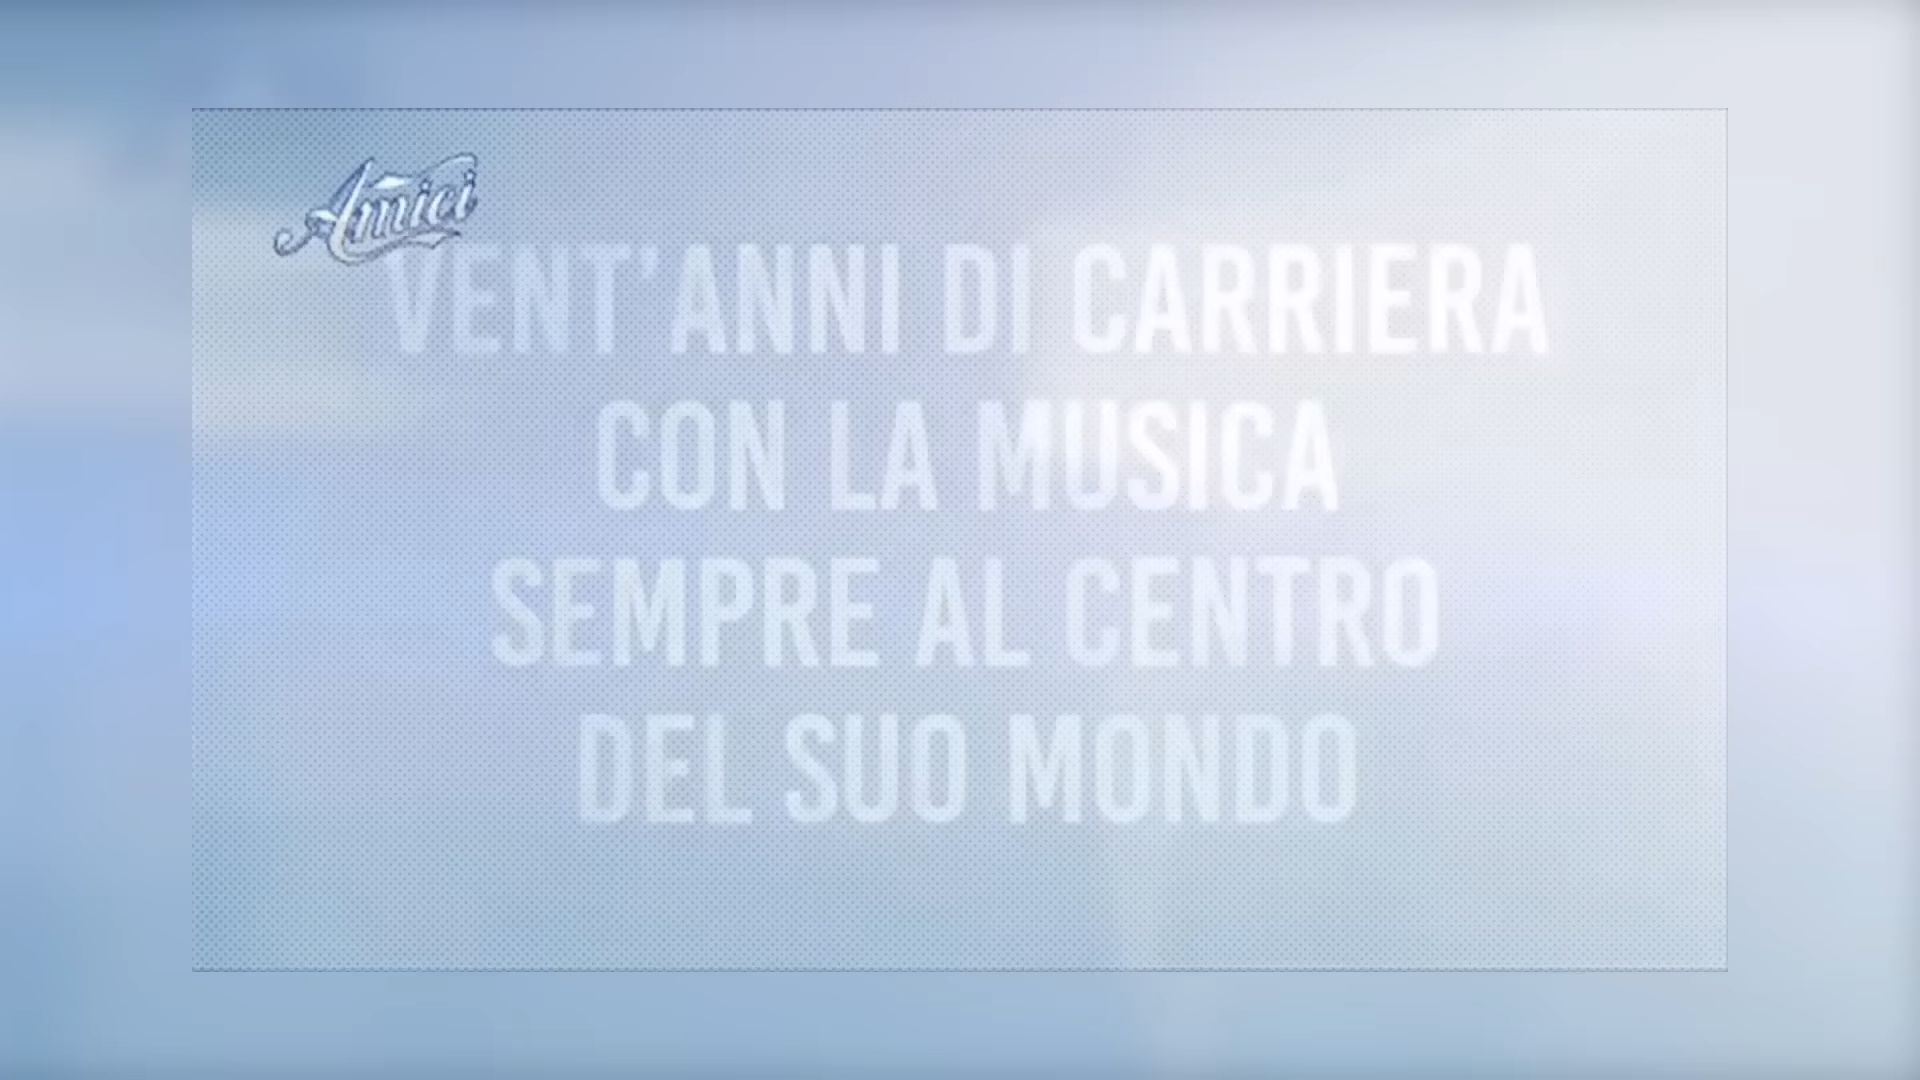 Amici
VENT'ANNI DI CARRIERA
CON LA MUSICA
SEMPRE AL CENTRO
DEL SUO MONDO